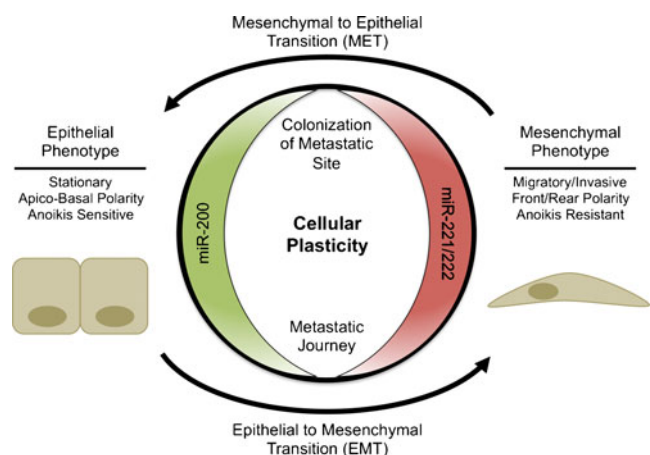 Mesenchymal to Epithelial
Transition (MET)
Epithelial
Phenotype
Stationary
Apico-Basal Polarity
Anoikis Sensitive
miR-200
Colonization
of Metastatic
Site
Cellular
Plasticity
Metastatic
Journey
miR-221/222
Mesenchymal
Phenotype
Migratory/Invasive
Front/Rear Polarity
Anoikis Resistant
Epithelial to Mesenchymal
Transition (EMT)